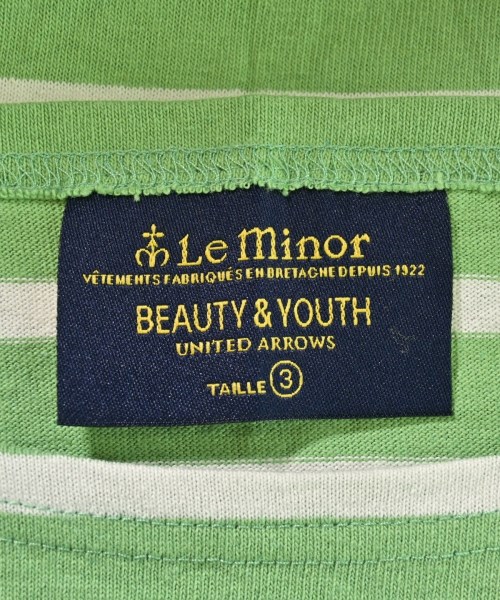 Le Minor
VÊTEMENTS FABRIQUÉS EN BRETAGNE DEPUIS 1922
BEAUTY & YOUTH
UNITED ARROWS
TAILLE 3